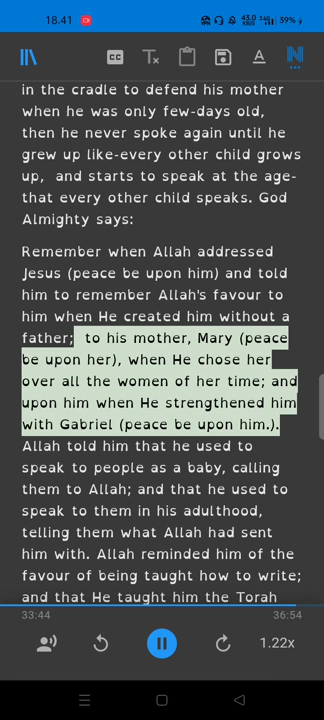 18.41
43.0
KB/S
59%
CC
A
in the cradle to defend his mother
when he was only few-days old,
then he never spoke again until he
grew up like-every other child grows
up, and starts to speak at the age-
that every other child speaks. God
Almighty says:
Remember when Allah addressed
Jesus (peace be upon him) and told
him to remember Allah's favour to
him when He created him without a
father; to his mother, Mary (peace
be upon her), when He chose her
over all the women of her time; and
upon him when He strengthened him
with Gabriel (peace be upon him.).
Allah told him that he used to
speak to people as a baby, calling
them to Allah; and that he used to
speak to them in his adulthood,
telling them what Allah had sent
him with. Allah reminded him of the
favour of being taught how to write;
and that He taught him the Torah
33:44
36:54
1.22x